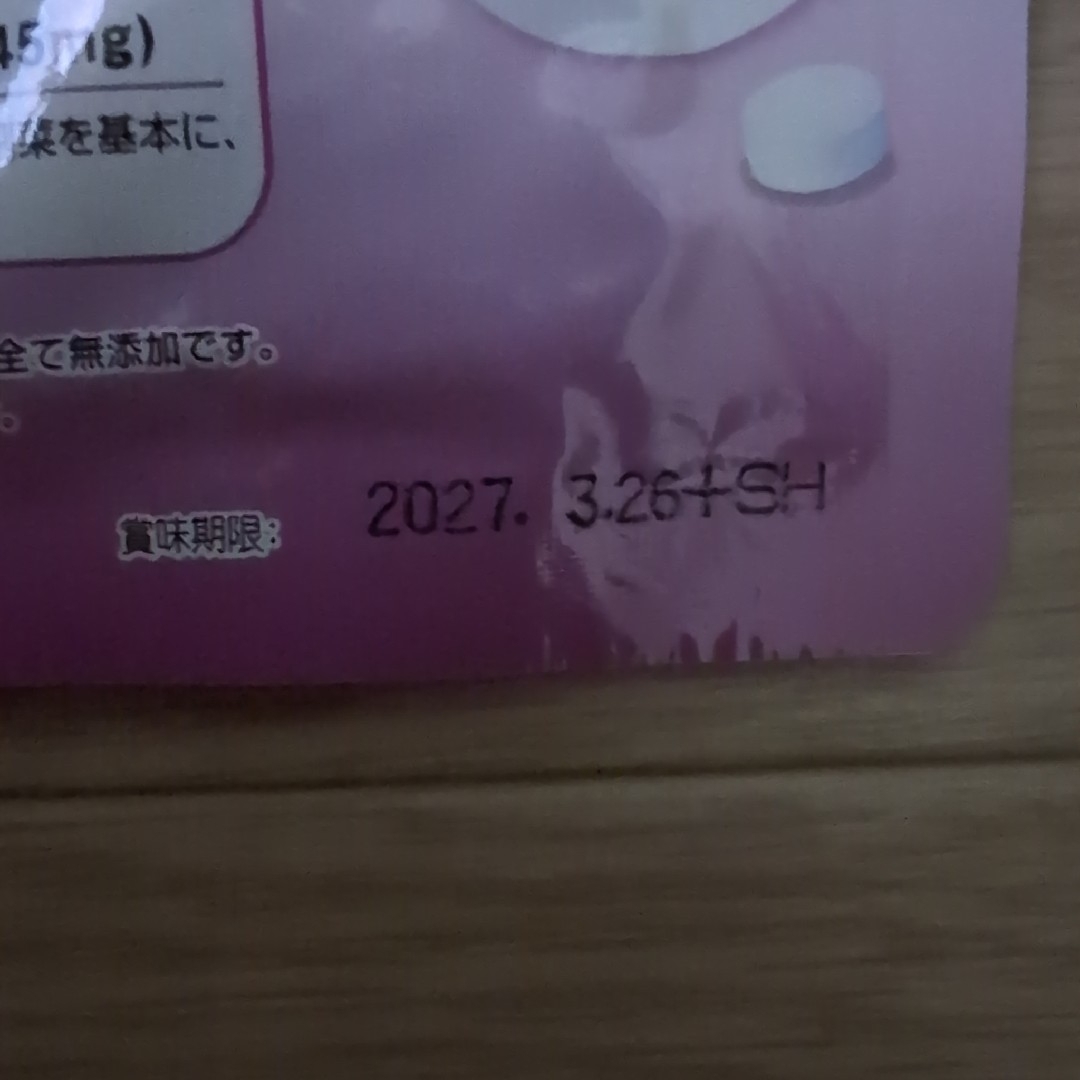 45mg)
葉を基本に、
全て無添加です。
。
賞味期限:
2027. 3.26+SH